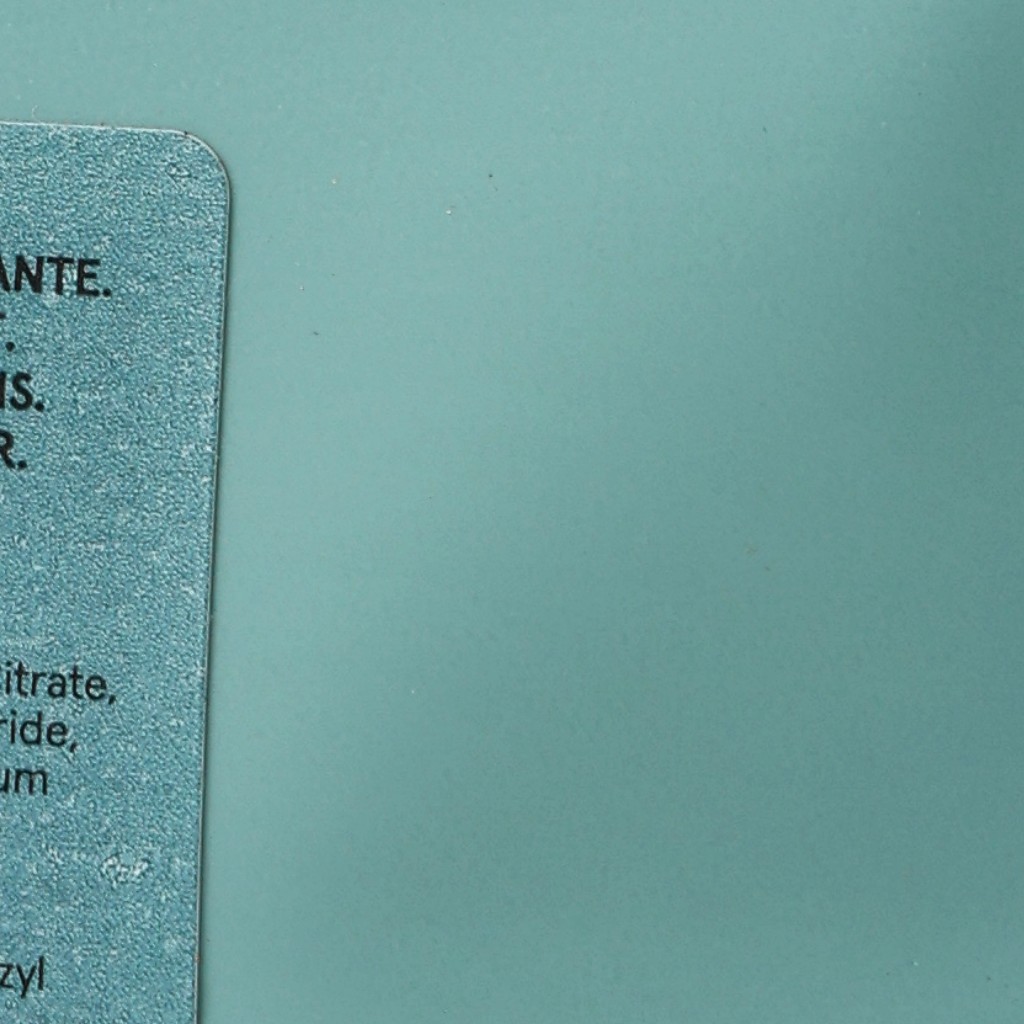 ANTE.
.
IS.
R.
itrate,
ride,
um
zyl